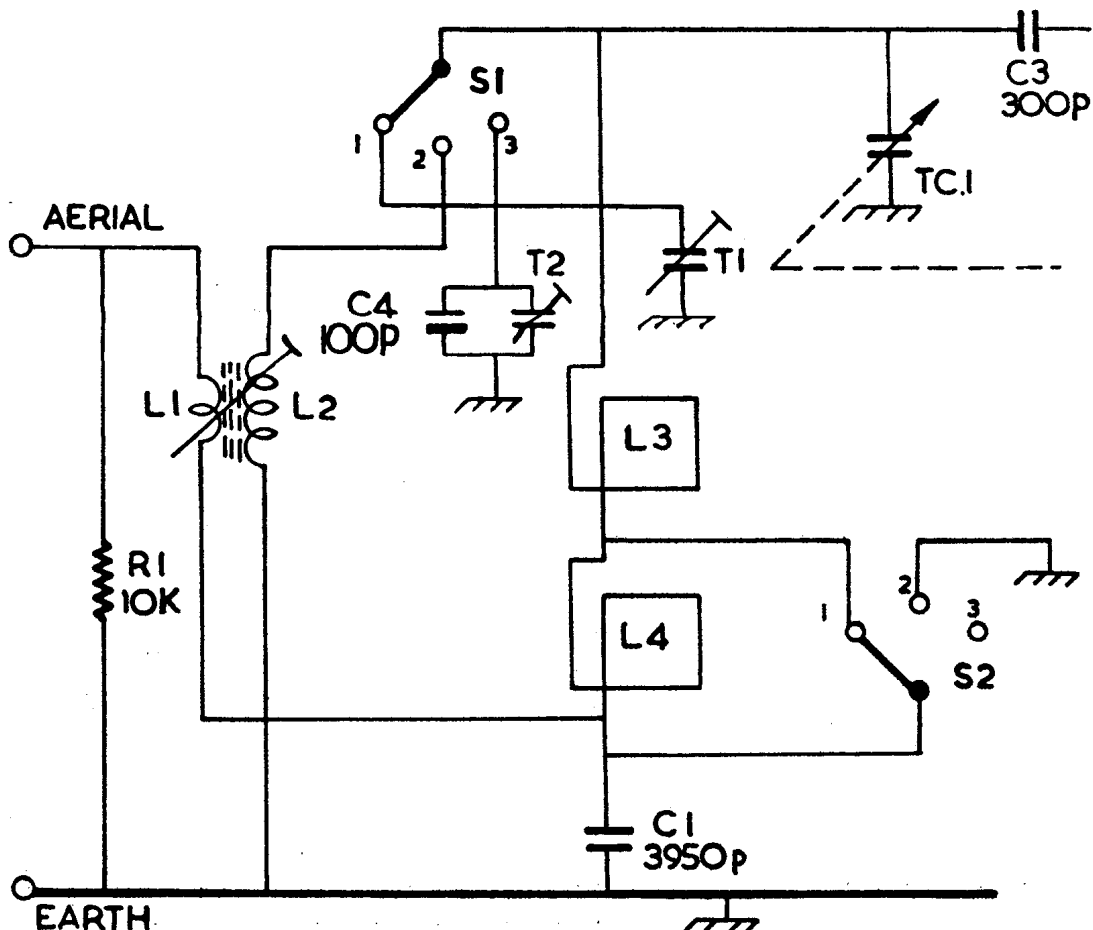 S1
1
2
3
C3
300p
TC.1
AERIAL
T1
T2
C4
100p
L1
L2
L3
R1
10K
L4
1
2
3
S2
C1
3950p
EARTH